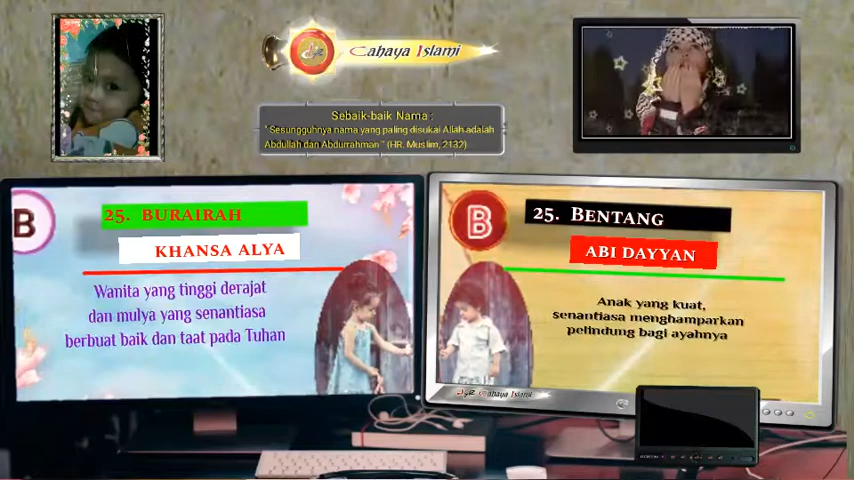 Cahaya Islami
Sebaik-baik Nama :
" Sesungguhnya nama yang paling disukai Allah adalah
Abdullah dan Abdurrahman " (HR. Muslim, 2132)
B
25. BURAIRAH
KHANSA ALYA
Wanita yang tinggi derajat
dan mulya yang senantiasa
berbuat baik dan taat pada Tuhan
B
25. BENTANG
ABI DAYYAN
Anak yang kuat,
senantiasa menghamparkan
pelindung bagi ayahnya
Cahaya Islami